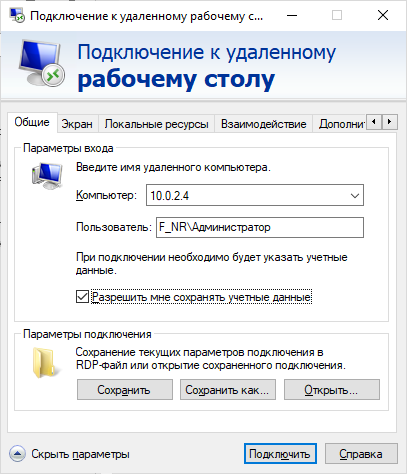 Подключение к удаленному рабочему с...
Подключение к удаленному
рабочему столу
Общие Экран Локальные ресурсы Взаимодействие Дополнит
Параметры входа
Введите имя удаленного компьютера.
Компьютер: 10.0.2.4
Пользователь: F_NR\Администратор
При подключении необходимо будет указать учетные
данные.
Разрешить мне сохранять учетные данные
Параметры подключения
Сохранение текущих параметров подключения в
RDP-Файл или открытие сохраненного подключения.
Сохранить Сохранить как... Открыть...
Скрыть параметры Подключить Справка